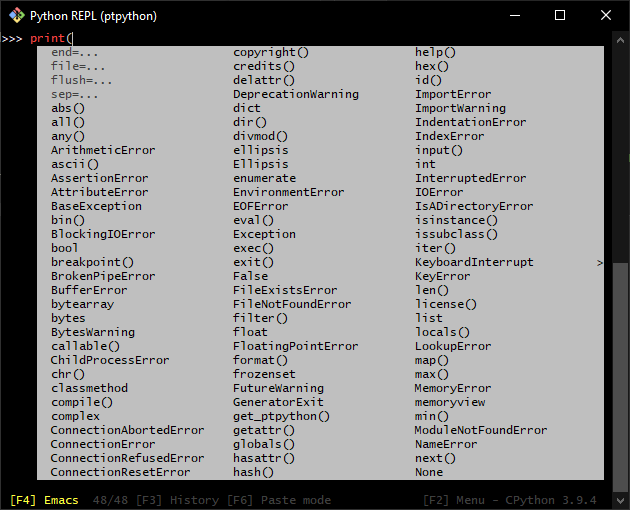 Python REPL (ptpython)
>>> print(
end=... copyright() help()
file=... credits() hex()
flush=... delattr() id()
sep=... DeprecationWarning ImportError
abs() dict ImportWarning
all() dir() IndentationError
any() divmod() IndexError
ArithmeticError ellipsis input()
ascii() Ellipsis int
AssertionError enumerate InterruptedError
AttributeError EnvironmentError IOError
BaseException EOFError IsADirectoryError
bin() eval() isinstance()
BlockingIOError Exception issubclass()
bool exec() iter()
breakpoint() exit() KeyboardInterrupt >
BrokenPipeError False KeyError
BufferError FileExistsError len()
bytearray FileNotFoundError license()
bytes filter() list
BytesWarning float locals()
callable() FloatingPointError LookupError
ChildProcessError format() map()
chr() frozenset max()
classmethod FutureWarning MemoryError
compile() GeneratorExit memoryview
complex get_ptpython() min()
ConnectionAbortedError getattr() ModuleNotFoundError
ConnectionError globals() NameError
ConnectionRefusedError hasattr() next()
ConnectionResetError hash() None
[F4] Emacs 48/48 [F3] History [F6] Paste mode [F2] Menu - CPython 3.9.4